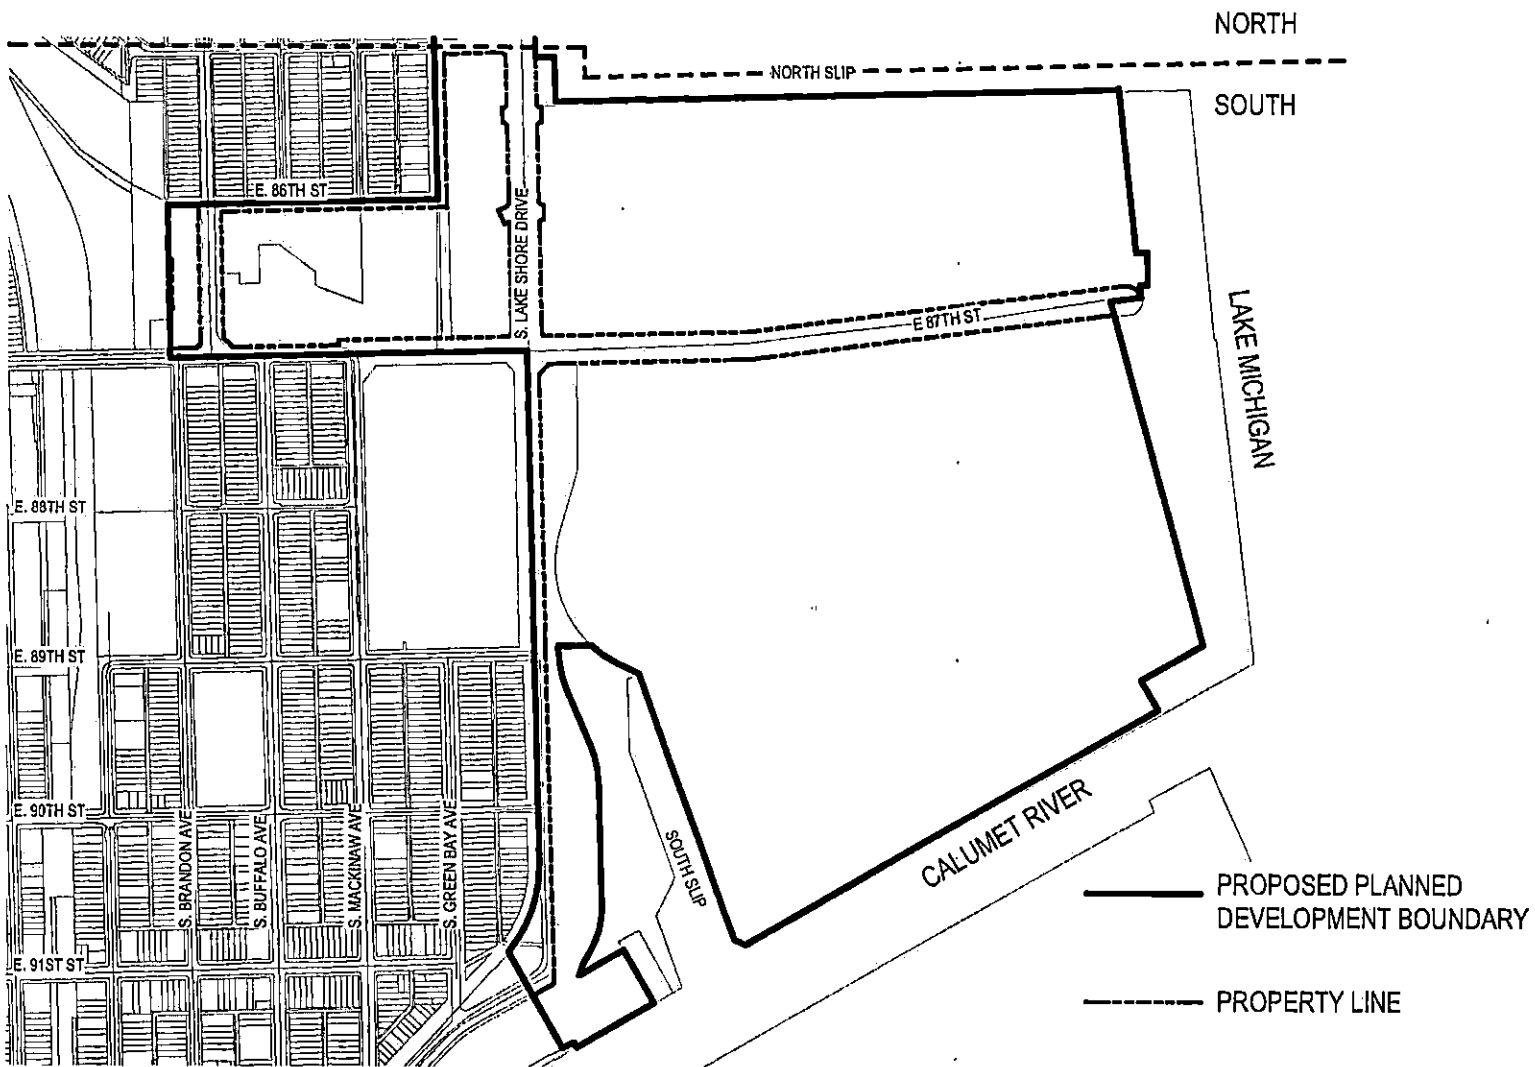 NORTH
NORTH SLIP
SOUTH
E. 86TH ST
S. LAKE SHORE DRIVE
E 87TH ST
LAKE MICHIGAN
E. 88TH ST
E. 89TH ST
E. 90TH ST
S. BRANDON AVE
S. BUFFALO AVE
S. MACKINAW AVE
S. GREEN BAY AVE
SOUTH SLIP
CALUMET RIVER
E. 91ST ST
PROPOSED PLANNED
DEVELOPMENT BOUNDARY
PROPERTY LINE